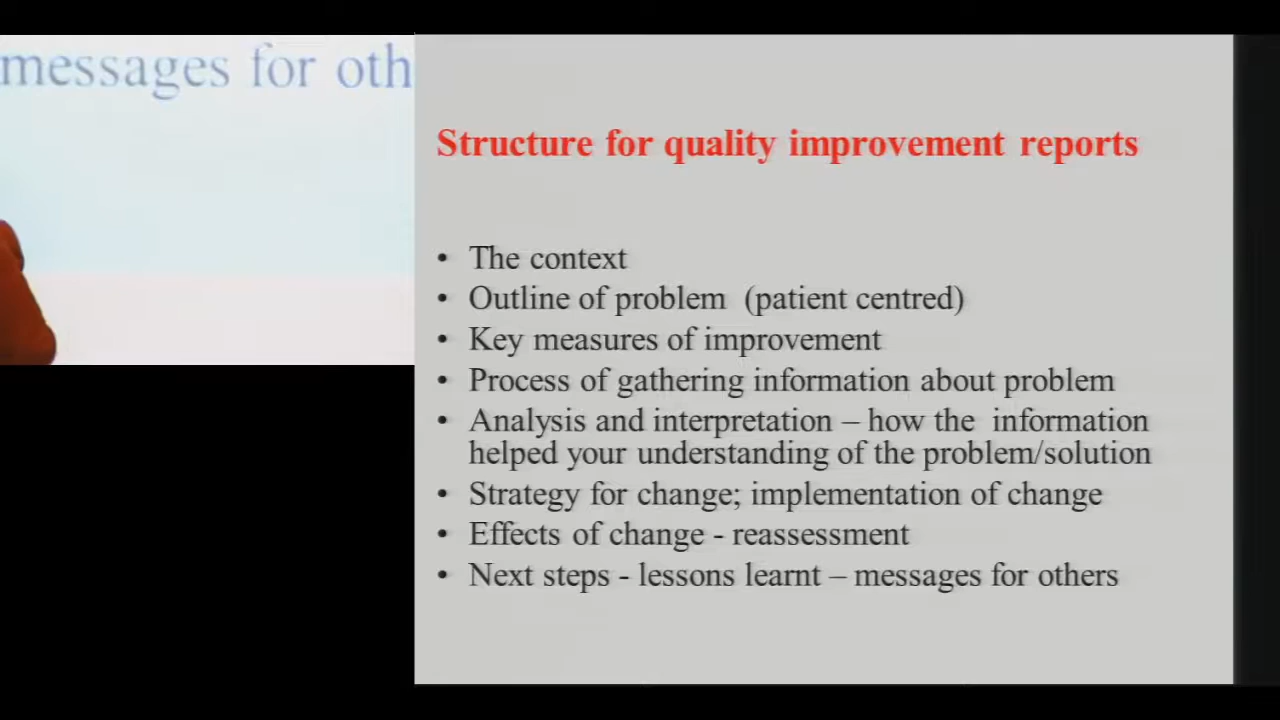 messages for oth
Structure for quality improvement reports
• The context
• Outline of problem (patient centred)
• Key measures of improvement
• Process of gathering information about problem
• Analysis and interpretation – how the information
helped your understanding of the problem/solution
• Strategy for change; implementation of change
• Effects of change - reassessment
• Next steps - lessons learnt – messages for others